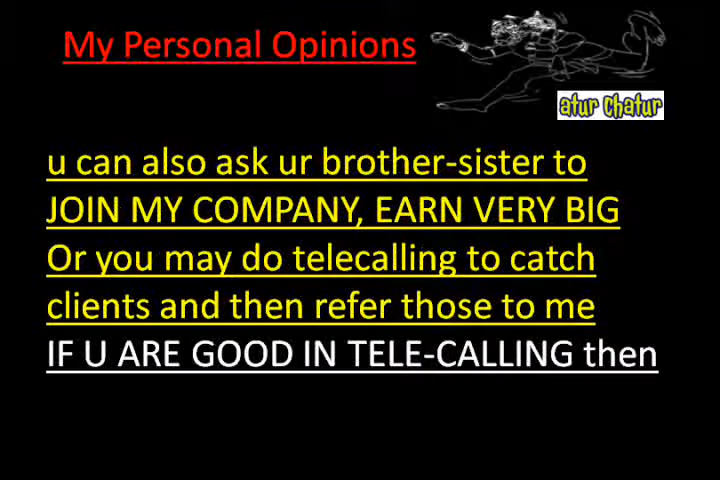 My Personal Opinions
atur chatur
u can also ask ur brother-sister to
JOIN MY COMPANY, EARN VERY BIG
Or you may do telecalling to catch
clients and then refer those to me
IF U ARE GOOD IN TELE-CALLING then